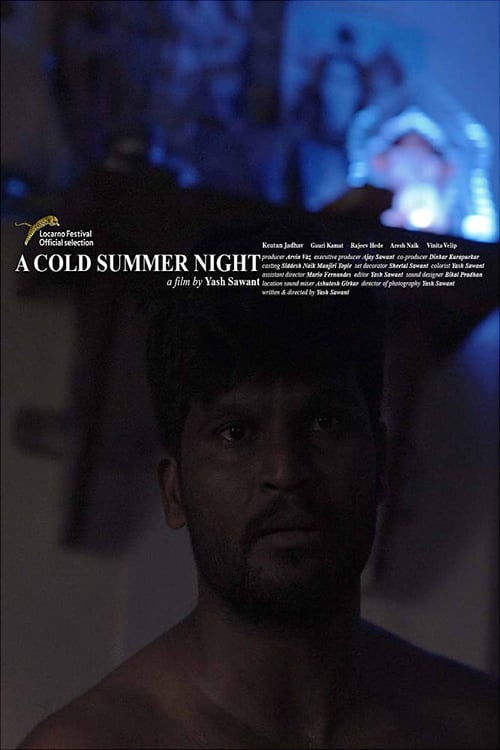 Locarno Festival
Official selection
A COLD SUMMER NIGHT
a film by Yash Sawant
Keutan Jadhav Gauri Kamat Rajeev Hede Avesh Naik Vinita Velip
producer Arvin Vaz executive producer Ajay Sawant co-producer Dinkar Karapurkar
casting Siddesh Naik Manjiri Tople set decorator Sheetal Sawant colorist Yash Sawant
assistant director Mario Fernandes editor Yash Sawant sound designer Bikal Pradhan
location sound mixer Ashutosh Girkar director of photography Yash Sawant
written & directed by Yash Sawant